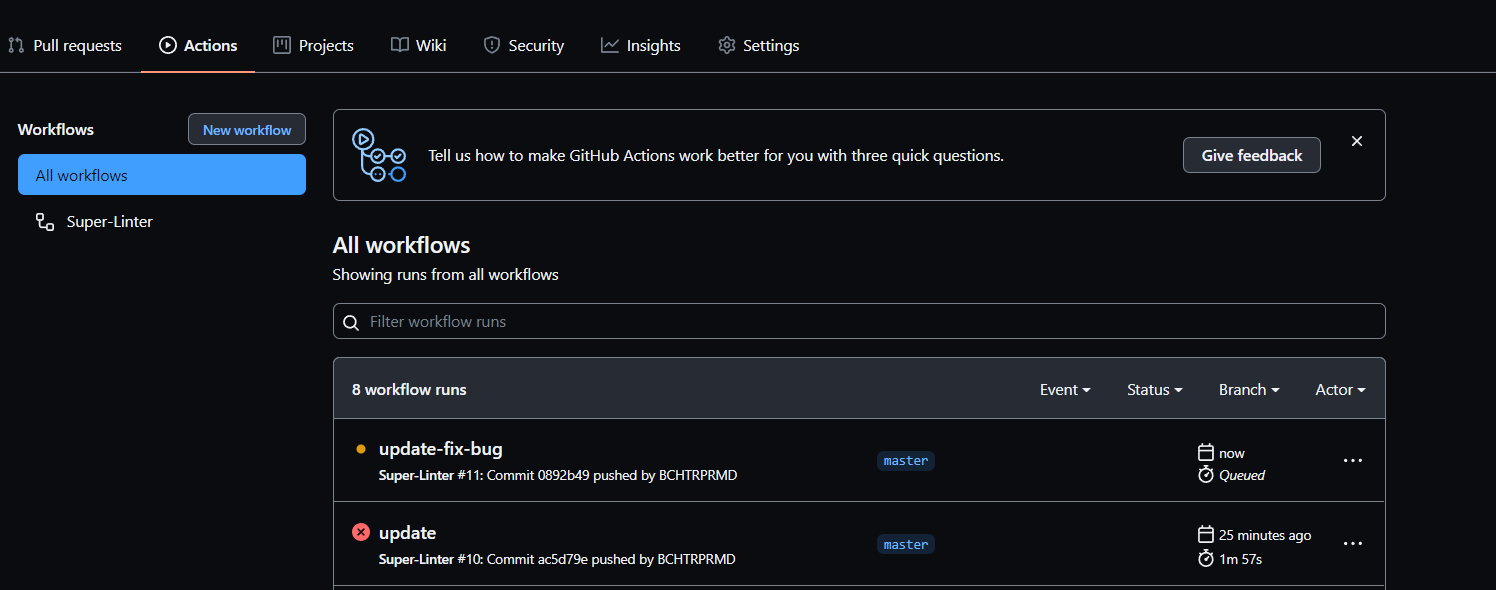 Pull requests Actions Projects Wiki Security Insights Settings
Workflows
New workflow
All workflows
Super-Linter
Tell us how to make GitHub Actions work better for you with three quick questions.
Give feedback
All workflows
Showing runs from all workflows
Filter workflow runs
8 workflow runs
Event Status Branch Actor
update-fix-bug
Super-Linter #11: Commit 0892b49 pushed by BCHTRPRMD
master
now
Queued
update
Super-Linter #10: Commit ac5d79e pushed by BCHTRPRMD
master
25 minutes ago
1m 57s